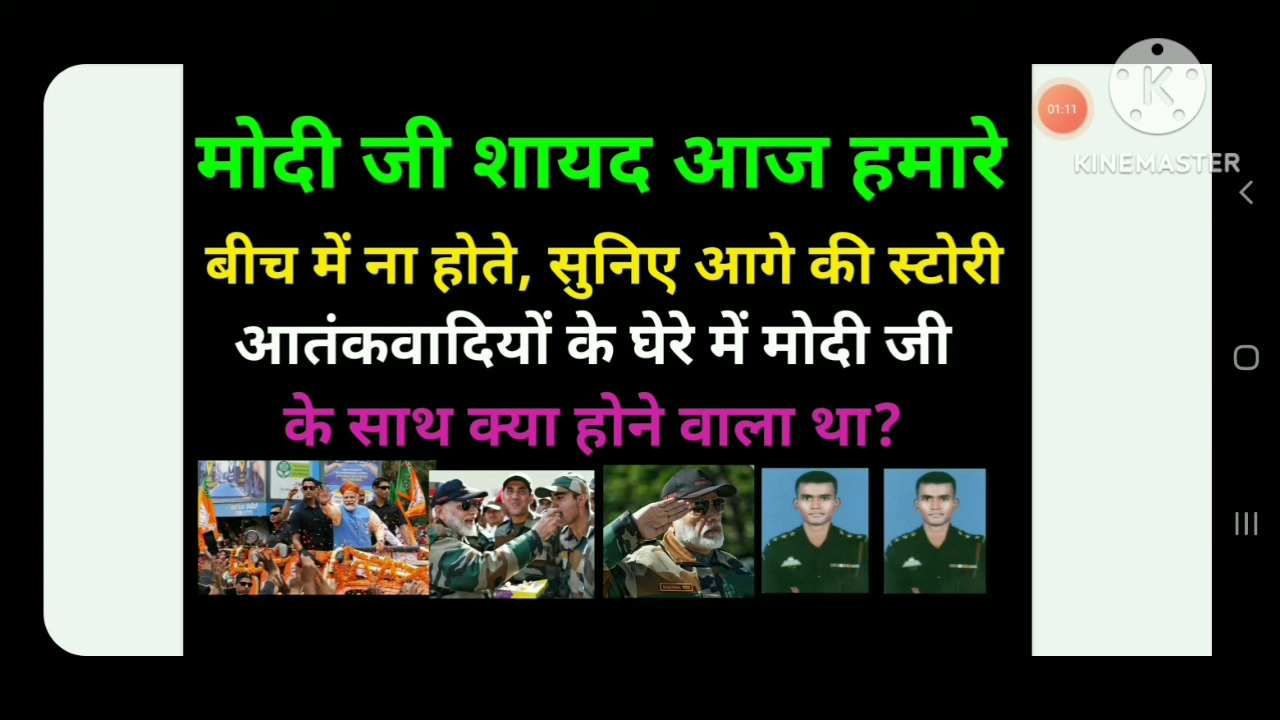 मोदी जी शायद आज हमारे
बीच में ना होते, सुनिए आगे की स्टोरी
आतंकवादियों के घेरे में मोदी जी
के साथ क्या होने वाला था?
01:11
K
KINEMASTER